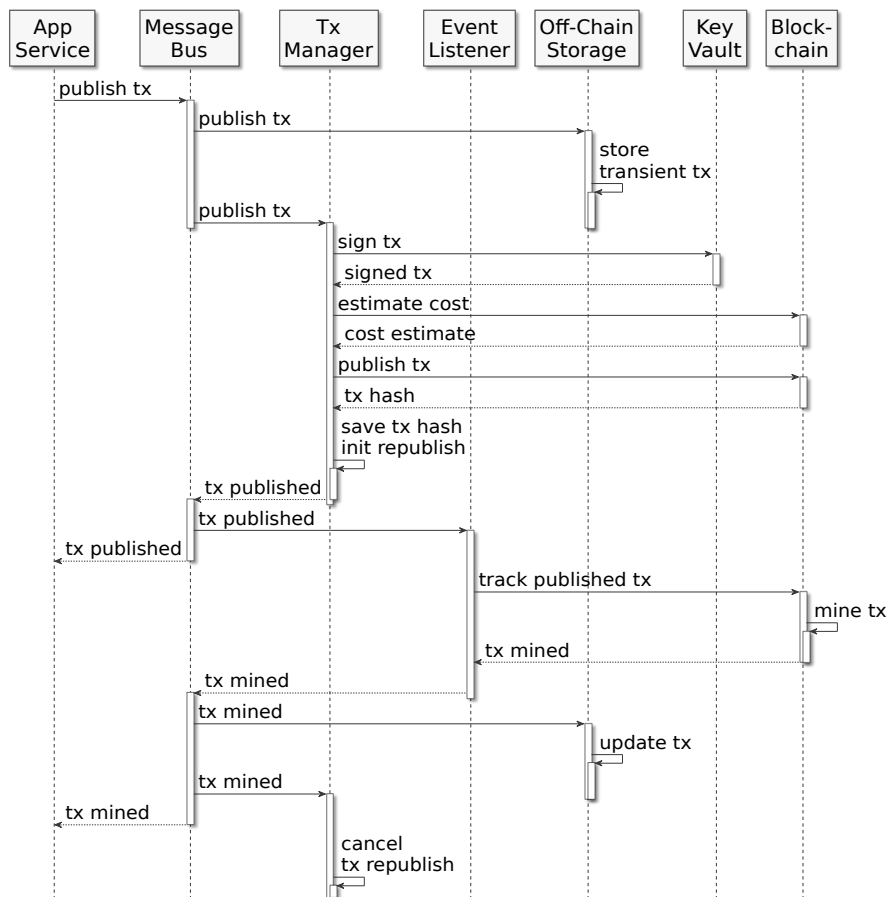 App
Service
Message
Bus
Tx
Manager
Event
Listener
Off-Chain
Storage
Key
Vault
Block-
chain
publish tx
publish tx
store
transient tx
publish tx
sign tx
signed tx
estimate cost
cost estimate
publish tx
tx hash
save tx hash
init republish
tx published
tx published
tx published
track published tx
mine tx
tx mined
tx mined
tx mined
update tx
tx mined
tx mined
cancel
tx republish